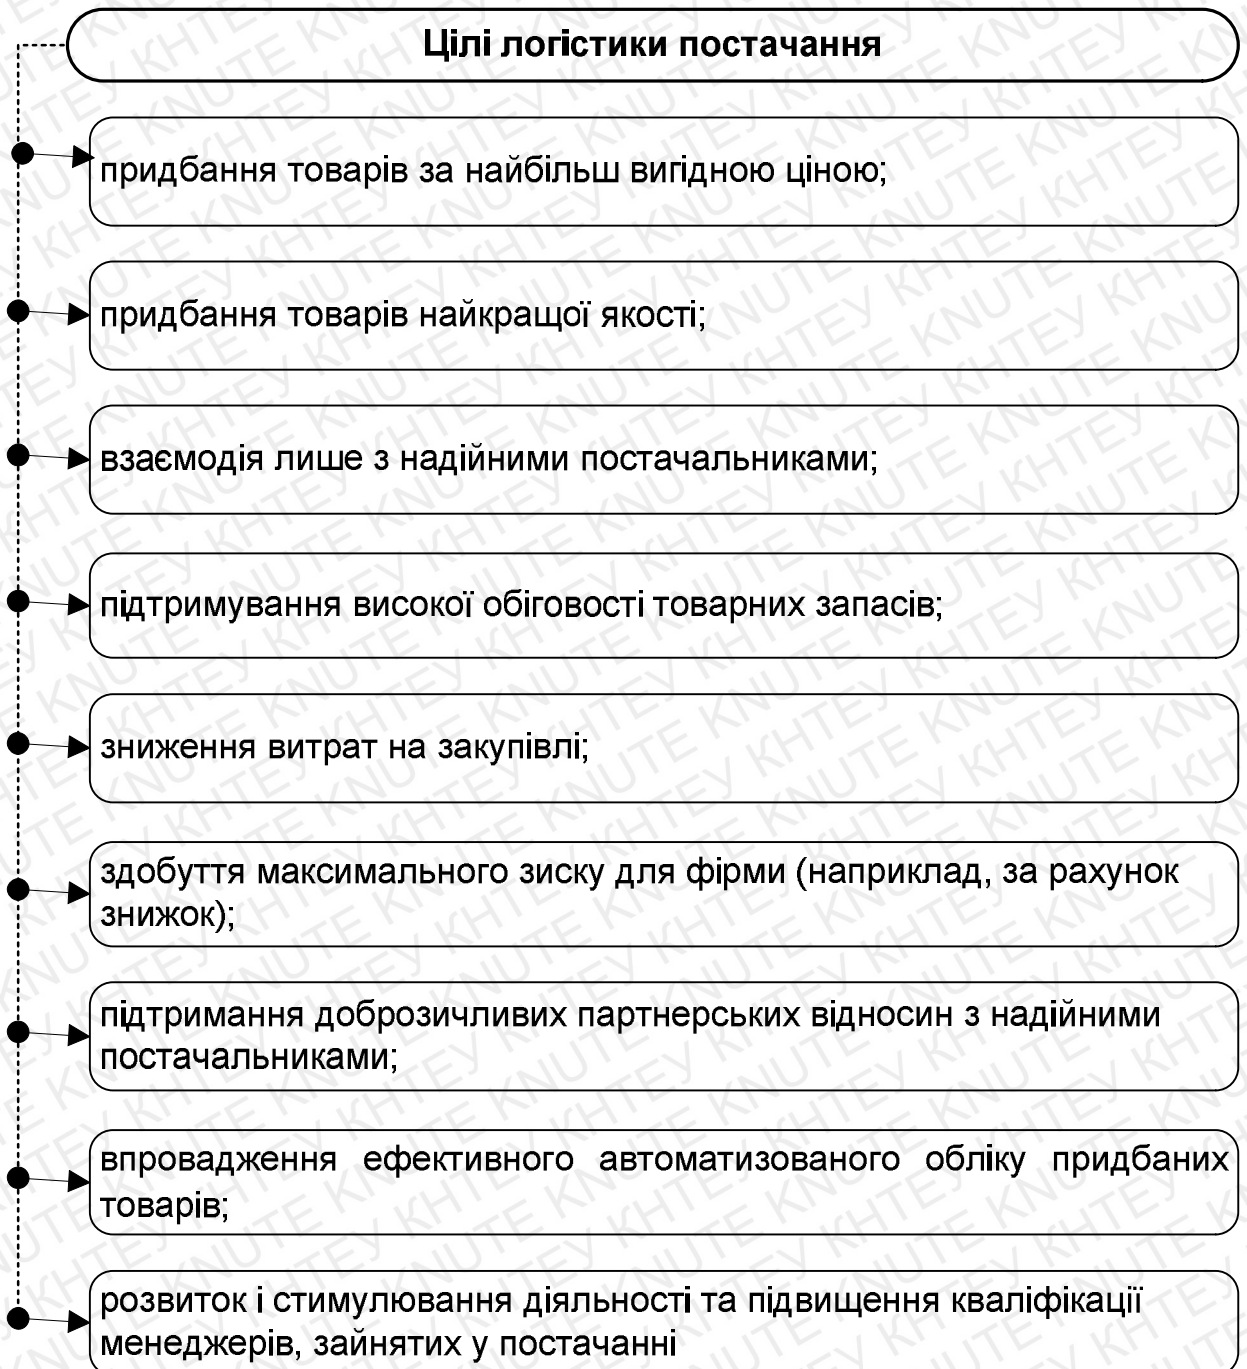 Цілі логістики постачання
придбання товарів за найбільш вигідною ціною;
придбання товарів найкращої якості;
взаємодія лише з надійними постачальниками;
підтримування високої обіговості товарних запасів;
зниження витрат на закупівлі;
здобуття максимального зиску для фірми (наприклад, за рахунок
знижок);
підтримання доброзичливих партнерських відносин з надійними
постачальниками;
впровадження ефективного автоматизованого обліку придбаних
товарів;
розвиток і стимулювання діяльності та підвищення кваліфікації
менеджерів, зайнятих у постачанні